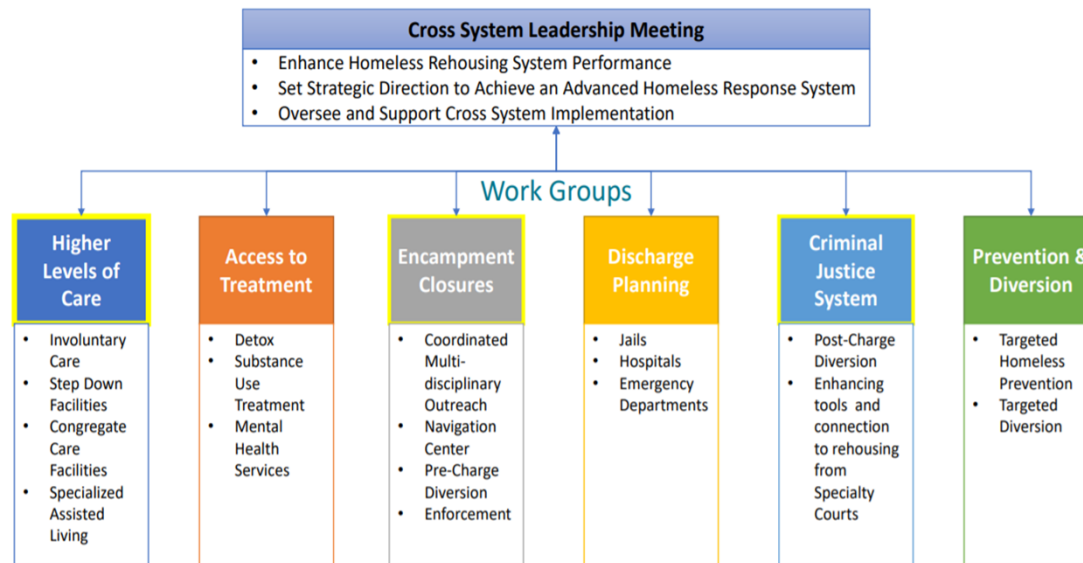 Cross System Leadership Meeting
• Enhance Homeless Rehousing System Performance
• Set Strategic Direction to Achieve an Advanced Homeless Response System
• Oversee and Support Cross System Implementation
Work Groups
Higher
Levels of
Care
• Involuntary
Care
• Step Down
Facilities
• Congregate
Care
Facilities
• Specialized
Assisted
Living
Access to
Treatment
• Detox
• Substance
Use
Treatment
• Mental
Health
Services
Encampment
Closures
• Coordinated
Multi-
disciplinary
Outreach
• Navigation
Center
• Pre-Charge
Diversion
• Enforcement
Discharge
Planning
• Jails
• Hospitals
• Emergency
Departments
Criminal
Justice
System
• Post-Charge
Diversion
• Enhancing
tools and
connection
to rehousing
from
Specialty
Courts
Prevention &
Diversion
• Targeted
Homeless
Prevention
• Targeted
Diversion